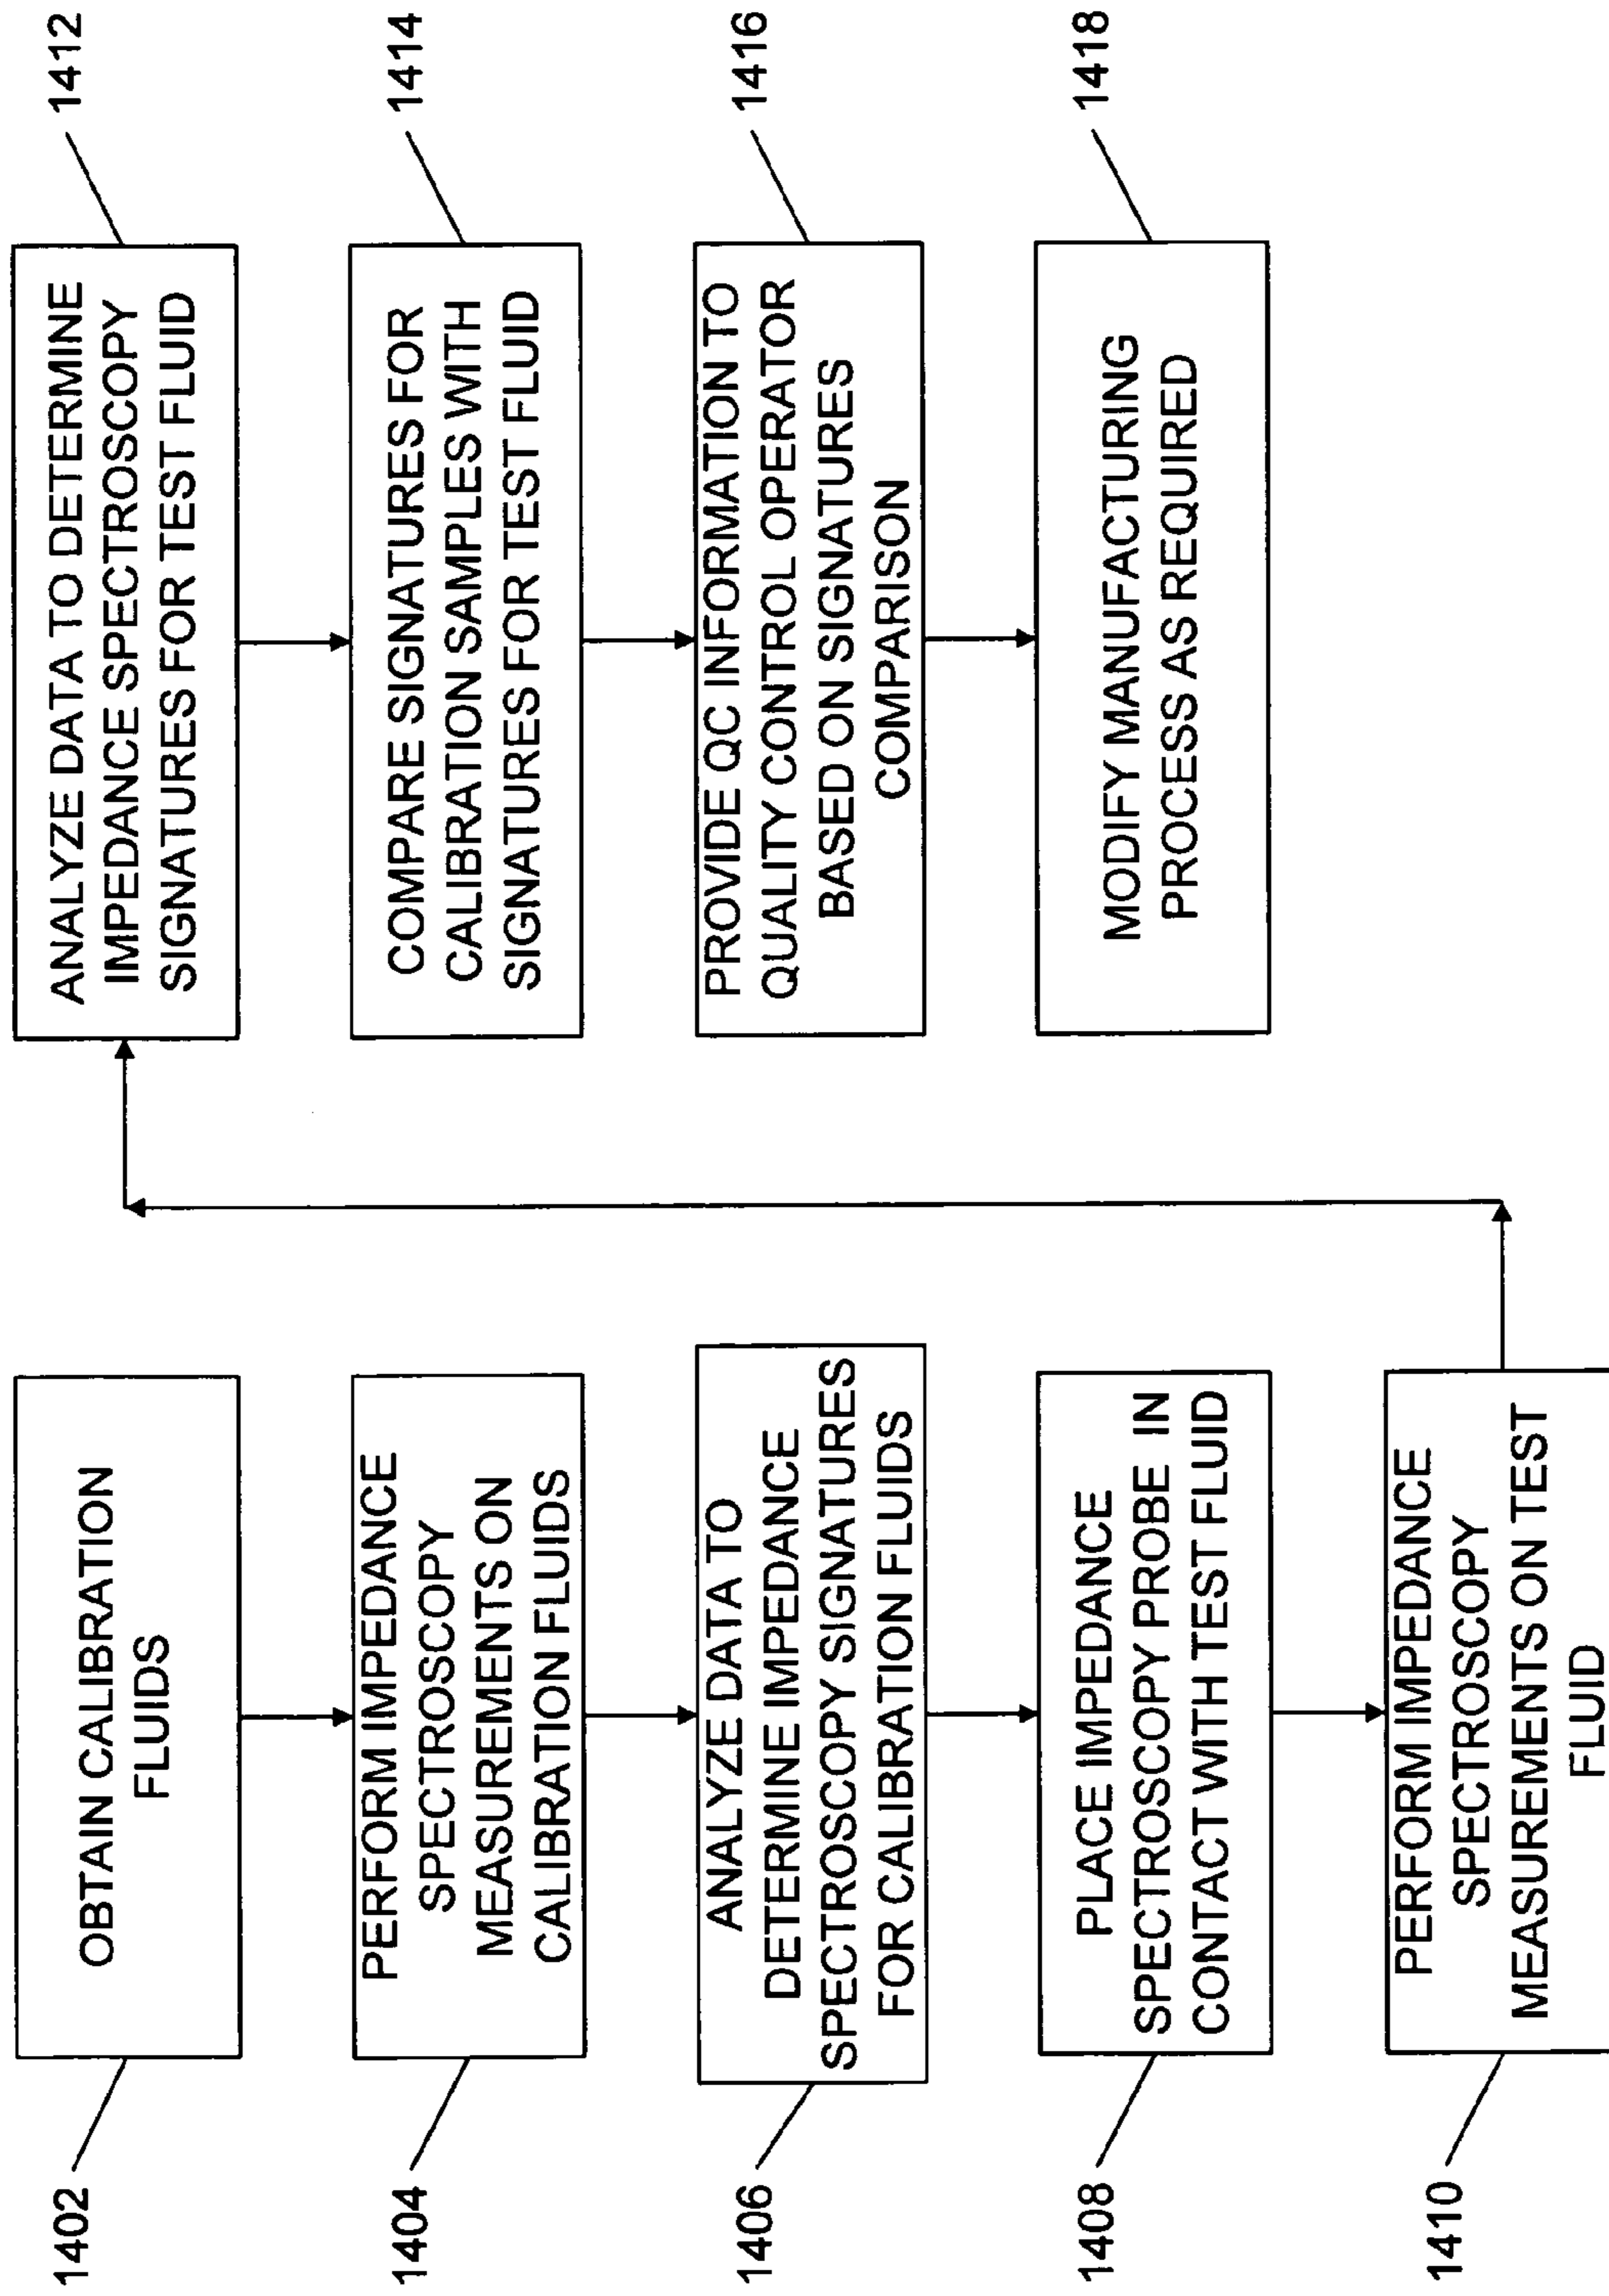 1402
OBTAIN CALIBRATION
FLUIDS
1404
PERFORM IMPEDANCE
SPECTROSCOPY
MEASUREMENTS ON
CALIBRATION FLUIDS
1406
ANALYZE DATA TO
DETERMINE IMPEDANCE
SPECTROSCOPY SIGNATURES
FOR CALIBRATION FLUIDS
1408
PLACE IMPEDANCE
SPECTROSCOPY PROBE IN
CONTACT WITH TEST FLUID
1410
PERFORM IMPEDANCE
SPECTROSCOPY
MEASUREMENTS ON TEST
FLUID
1412
ANALYZE DATA TO DETERMINE
IMPEDANCE SPECTROSCOPY
SIGNATURES FOR TEST FLUID
1414
COMPARE SIGNATURES FOR
CALIBRATION SAMPLES WITH
SIGNATURES FOR TEST FLUID
1416
PROVIDE QC INFORMATION TO
QUALITY CONTROL OPERATOR
BASED ON SIGNATURES
COMPARISON
1418
MODIFY MANUFACTURING
PROCESS AS REQUIRED